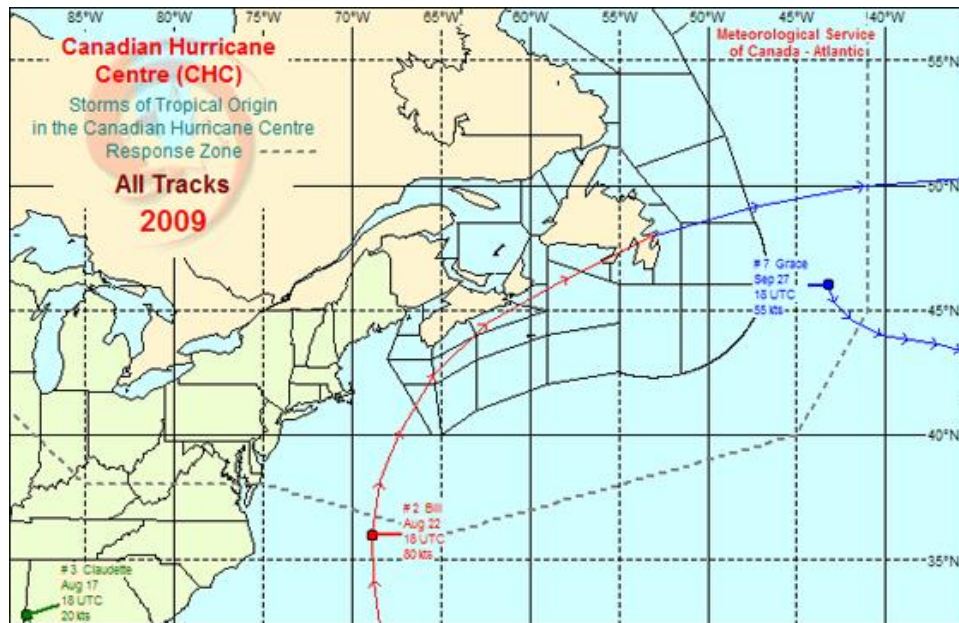 85°W 80°W 75°W 70°W 65°W 60°W 55°W 50°W 45°W 40°W
Canadian Hurricane
Centre (CHC)
Storms of Tropical Origin
in the Canadian Hurricane Centre
Response Zone
All Tracks
2009
Meteorological Service
of Canada - Atlantic
55°N
50°N
# 7 Grace
Sep 27
18 UTC
55 kts
45°N
40°N
# 2 Bill
Aug 22
18 UTC
80 kts
35°N
# 3 Claudette
Aug 17
18 UTC
20 kts